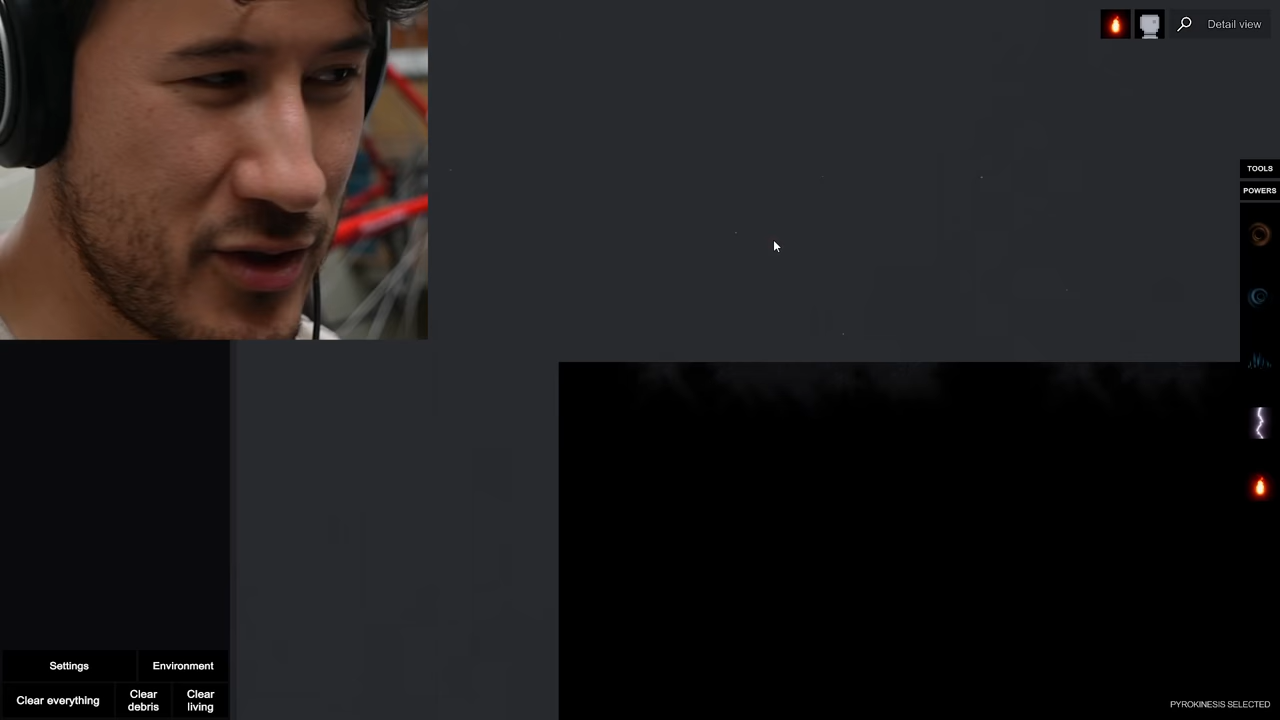 Detail view
TOOLS
POWERS
Settings
Environment
Clear everything
Clear
debris
Clear
living
PYROKINESIS SELECTED